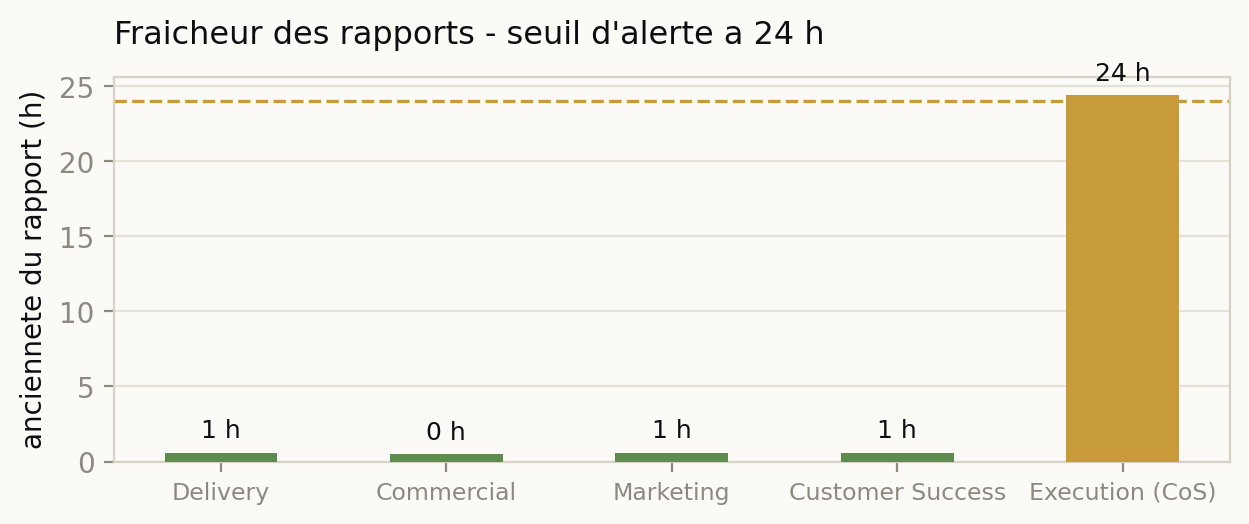 Fraicheur des rapports - seuil d'alerte a 24 h
anciennete du rapport (h)
25
20
15
10
5
0
1 h
0 h
1 h
1 h
24 h
Delivery
Commercial
Marketing
Customer Success
Execution (CoS)